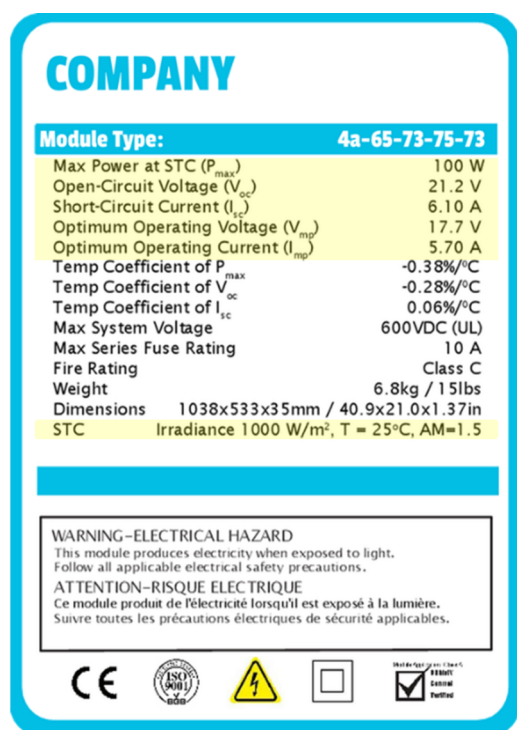 COMPANY
Module Type: 4a-65-73-75-73
Max Power at STC (Pmax) 100 W
Open-Circuit Voltage (Voc) 21.2 V
Short-Circuit Current (Isc) 6.10 A
Optimum Operating Voltage (Vmp) 17.7 V
Optimum Operating Current (Imp) 5.70 A
Temp Coefficient of Pmax -0.38%/ºC
Temp Coefficient of Voc -0.28%/ºC
Temp Coefficient of Isc 0.06%/ºC
Max System Voltage 600VDC (UL)
Max Series Fuse Rating 10 A
Fire Rating Class C
Weight 6.8kg / 15lbs
Dimensions 1038x533x35mm / 40.9x21.0x1.37in
STC Irradiance 1000 W/m², T = 25ºC, AM=1.5
WARNING-ELECTRICAL HAZARD
This module produces electricity when exposed to light.
Follow all applicable electrical safety precautions.
ATTENTION-RISQUE ELECTRIQUE
Ce module produit de l'électricité lorsqu'il est exposé à la lumière.
Suivre toutes les précautions électriques de sécurité applicables.
CE
ISO
9001
Verified